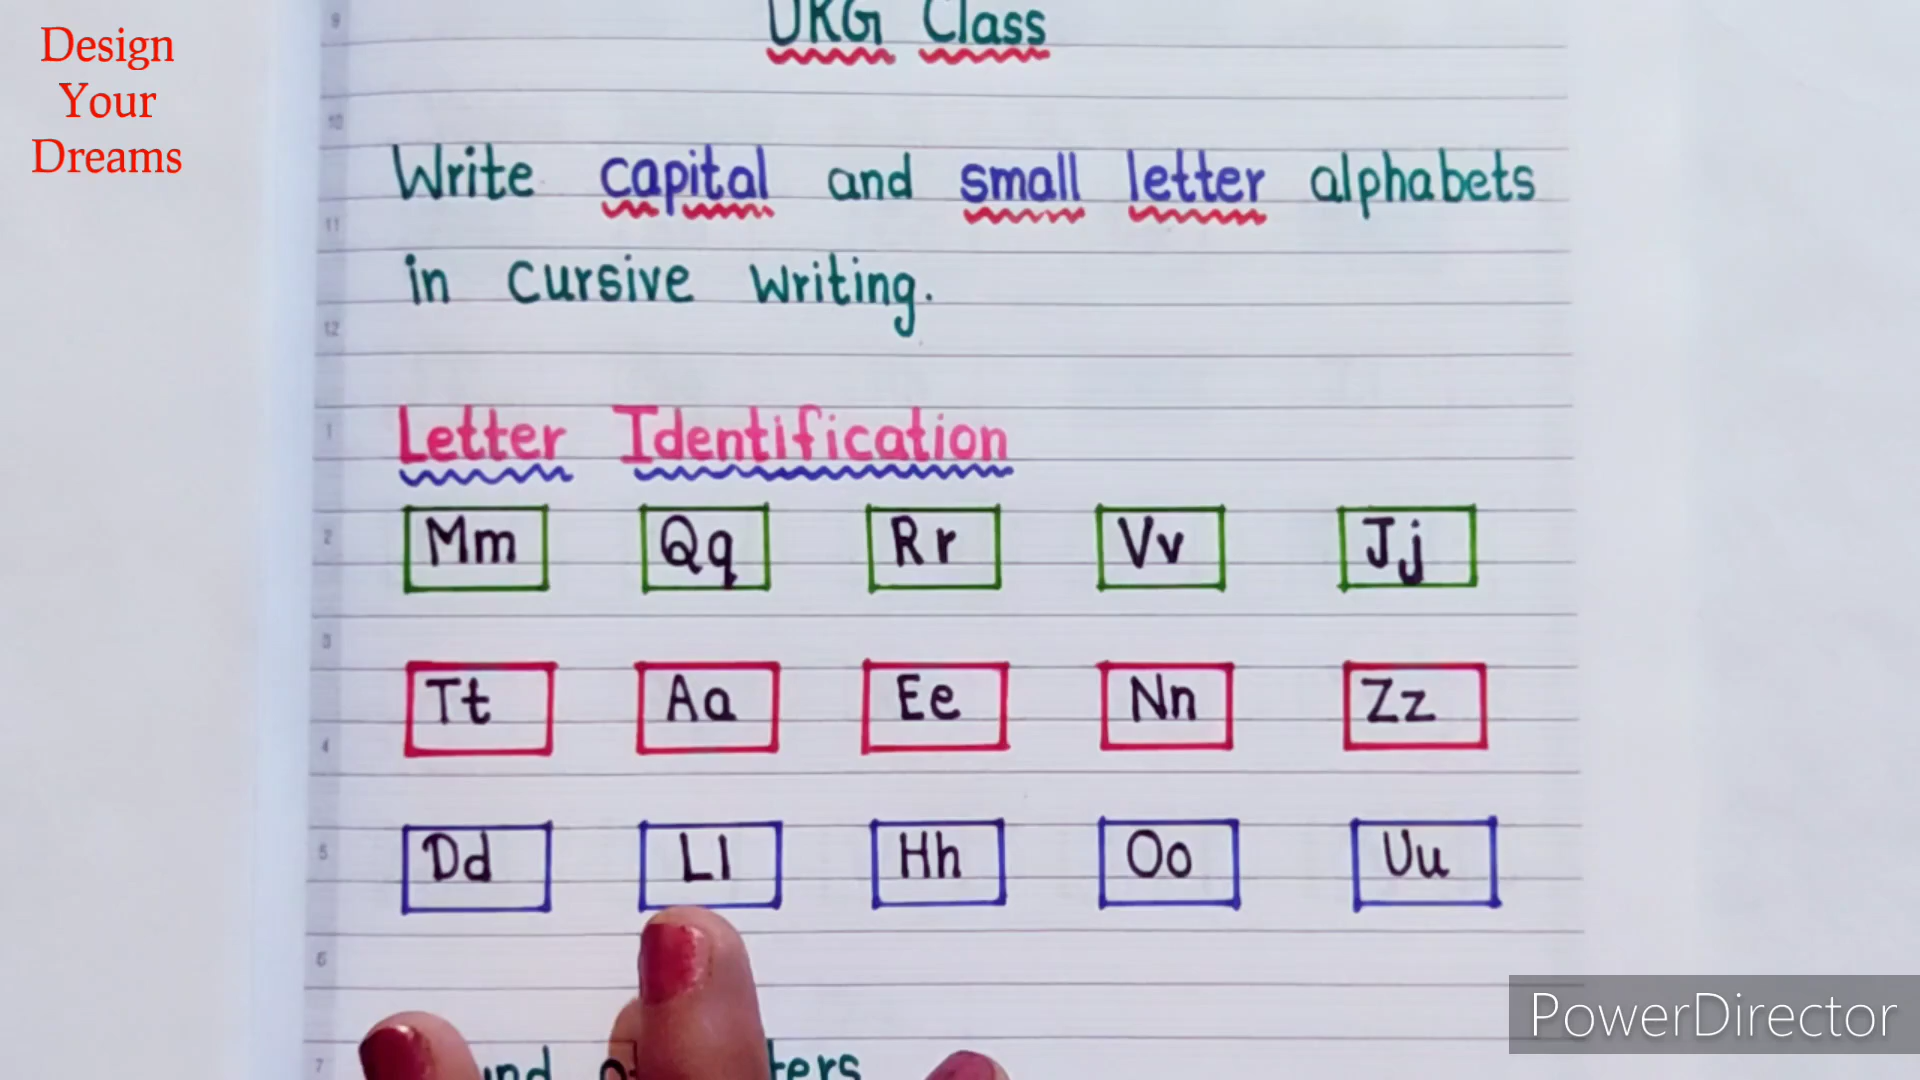 Design
Your
Dreams
UKG Class
Write capital and small letter alphabets
in cursive writing.
Letter Identification
Mm Qq Rr Vv Jj
Tt Aa Ee Nn Zz
Dd Ll Hh Oo Uu
PowerDirector